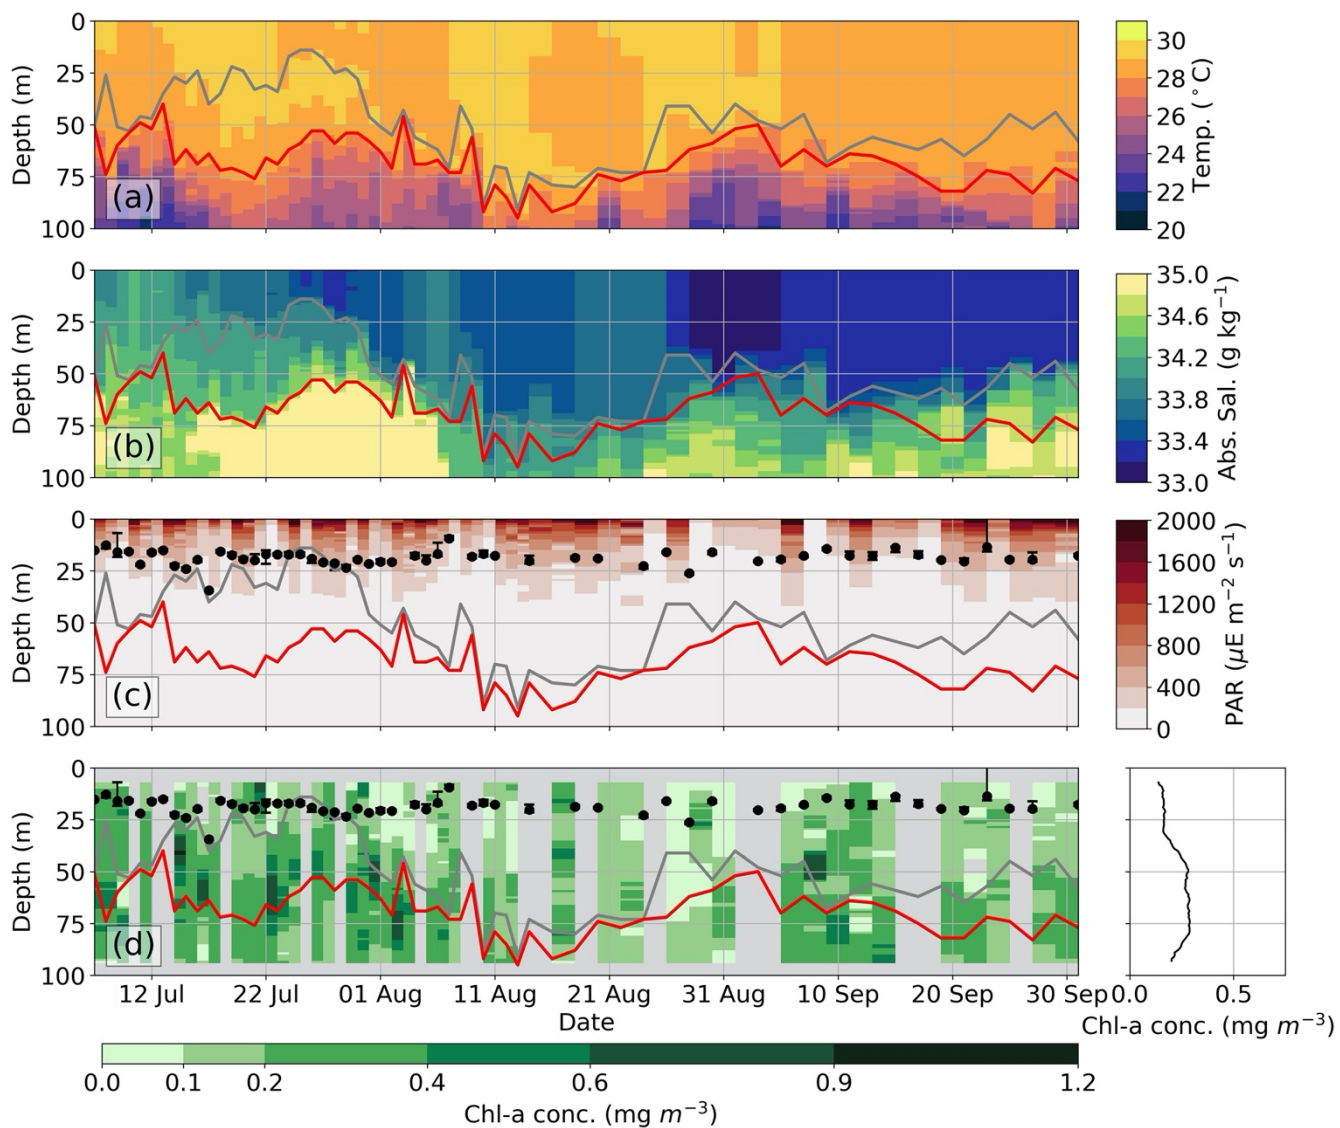 0
25
50
75
100
Depth (m)
(a)
30
28
26
24
22
20
Temp. (°C)
0
25
50
75
100
Depth (m)
(b)
35.0
34.6
34.2
33.8
33.4
33.0
Abs. Sal. (g kg⁻¹)
0
25
50
75
100
Depth (m)
(c)
2000
1600
1200
800
400
0
PAR (μE m⁻² s⁻¹)
0
25
50
75
100
Depth (m)
(d)
12 Jul 22 Jul 01 Aug 11 Aug 21 Aug 31 Aug 10 Sep 20 Sep 30 Sep
Date
0.0 0.5
Chl-a conc. (mg m⁻³)
0.0 0.1 0.2 0.4 0.6 0.9 1.2
Chl-a conc. (mg m⁻³)